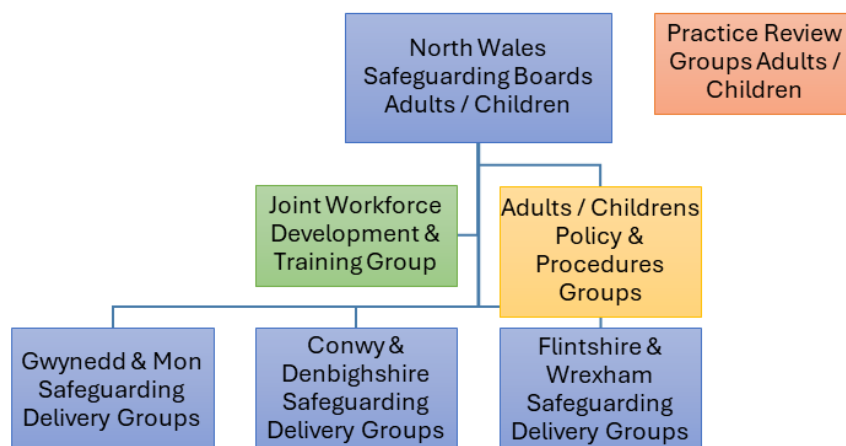 North Wales
Safeguarding Boards
Adults / Children
Practice Review
Groups Adults /
Children
Joint Workforce
Development &
Training Group
Adults / Childrens
Policy &
Procedures
Groups
Gwynedd & Mon
Safeguarding
Delivery Groups
Conwy &
Denbighshire
Safeguarding
Delivery Groups
Flintshire &
Wrexham
Safeguarding
Delivery Groups